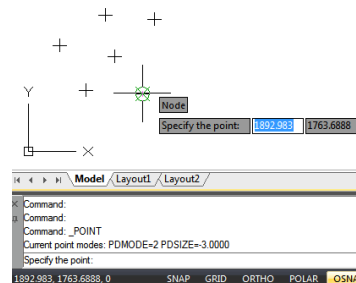 Node
Specify the point: 1892.983 1763.6888
Y
X
Model Layout1 Layout2
Command:
Command:
Command: _POINT
Current point modes: PDMODE=2 PDSIZE=-3.0000
Specify the point:
1892.983, 1763.6888, 0 SNAP GRID ORTHO POLAR OSNA